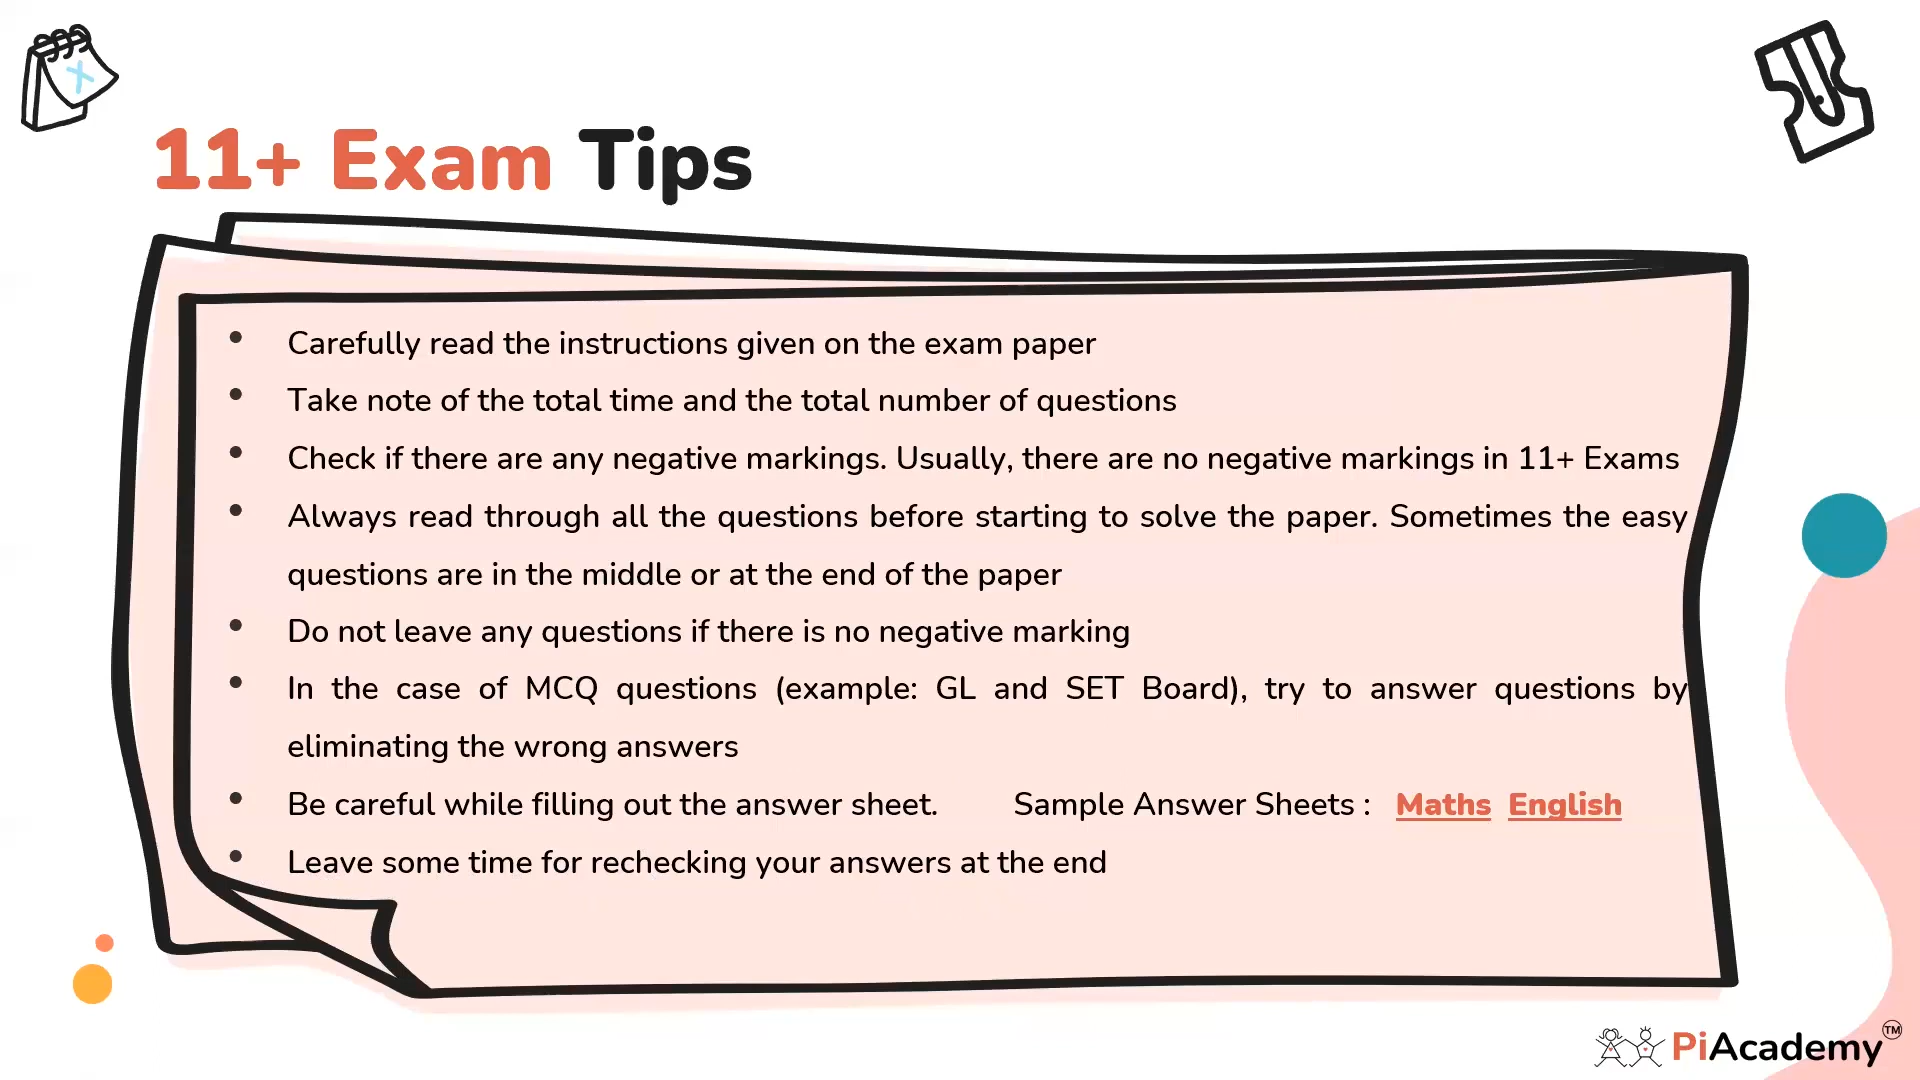 11+ Exam Tips
• Carefully read the instructions given on the exam paper
• Take note of the total time and the total number of questions
• Check if there are any negative markings. Usually, there are no negative markings in 11+ Exams
• Always read through all the questions before starting to solve the paper. Sometimes the easy
questions are in the middle or at the end of the paper
• Do not leave any questions if there is no negative marking
• In the case of MCQ questions (example: GL and SET Board), try to answer questions by
eliminating the wrong answers
• Be careful while filling out the answer sheet. Sample Answer Sheets : Maths English
• Leave some time for rechecking your answers at the end
PiAcademy TM